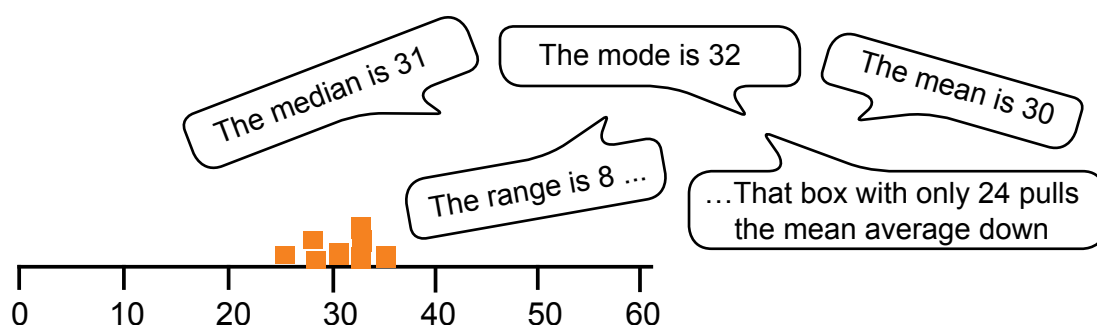 The median is 31
The mode is 32
The mean is 30
The range is 8 ...
…That box with only 24 pulls
the mean average down
0 10 20 30 40 50 60